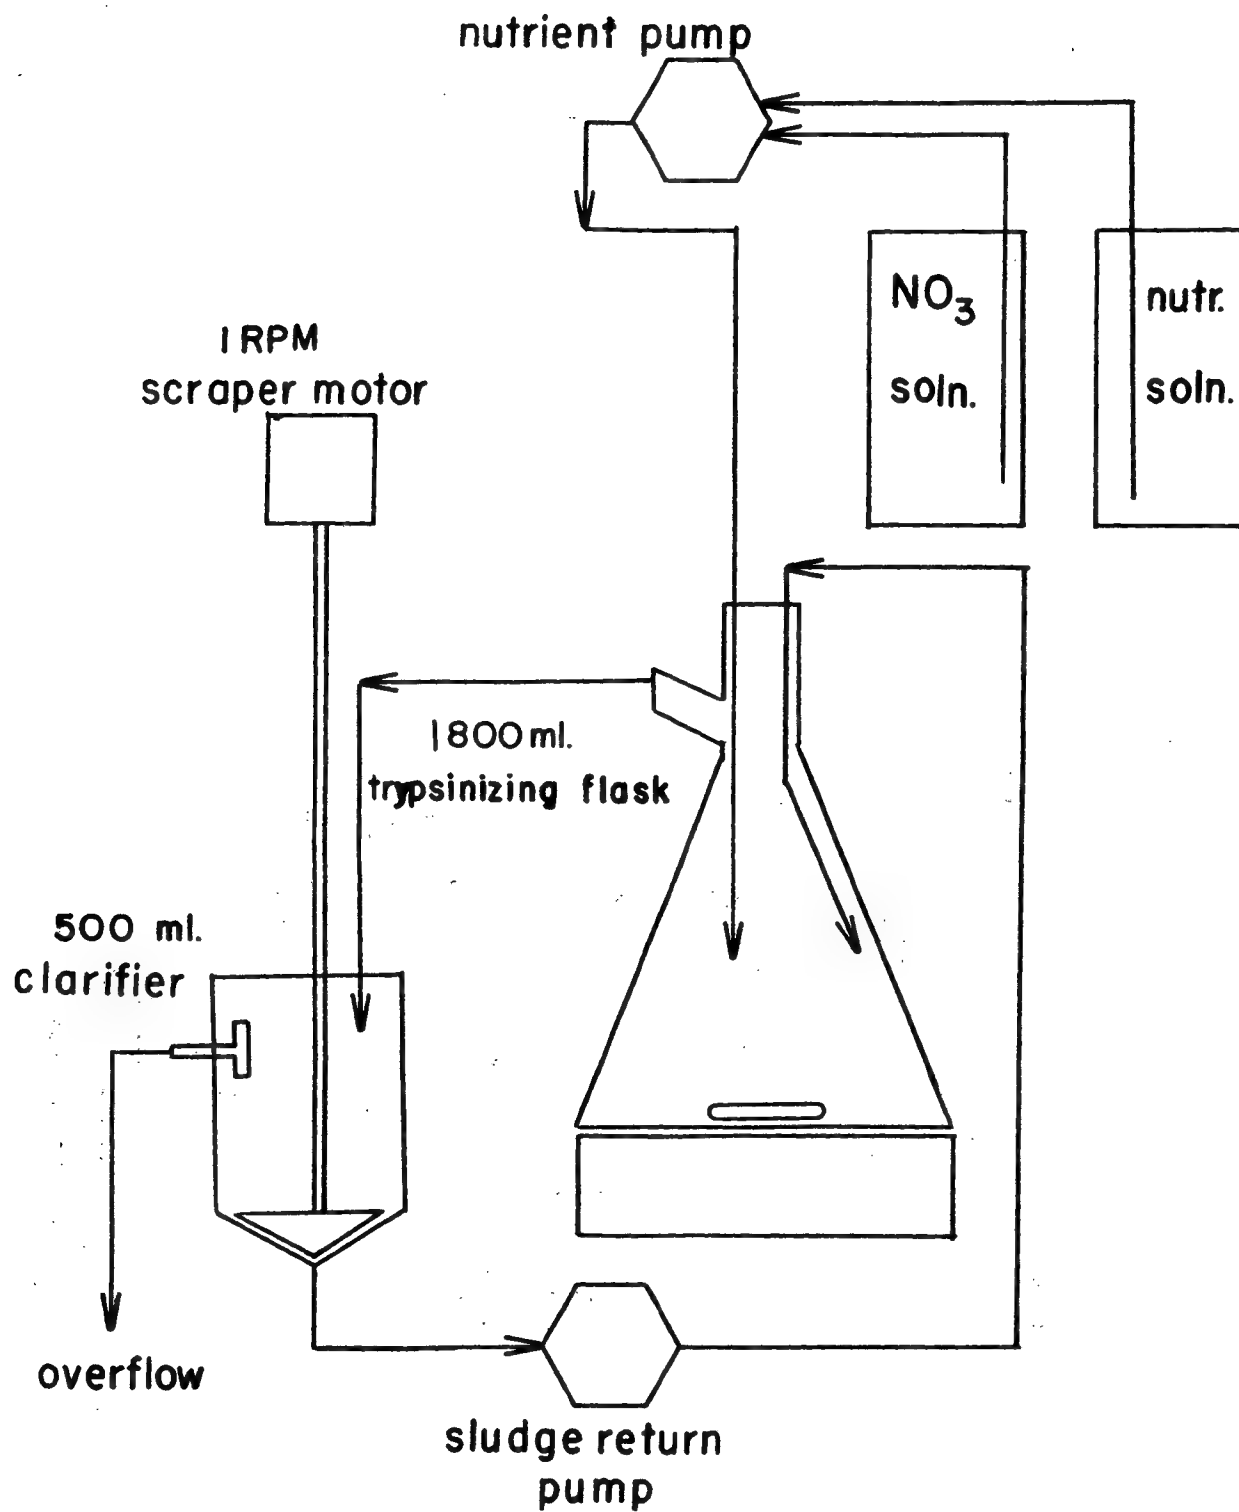 nutrient pump
NO3
soln.
nutr.
soln.
1 RPM
scraper motor
1800 ml.
trypsinizing flask
500 ml.
clarifier
overflow
sludge return
pump